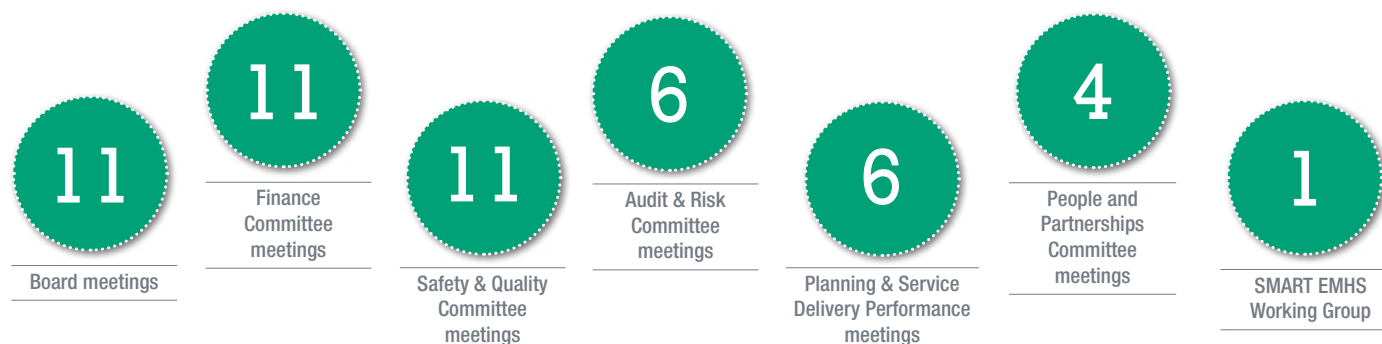 11
Board meetings
11
Finance
Committee
meetings
11
Safety & Quality
Committee
meetings
6
Audit & Risk
Committee
meetings
6
Planning & Service
Delivery Performance
meetings
4
People and
Partnerships
Committee
meetings
1
SMART EMHS
Working Group